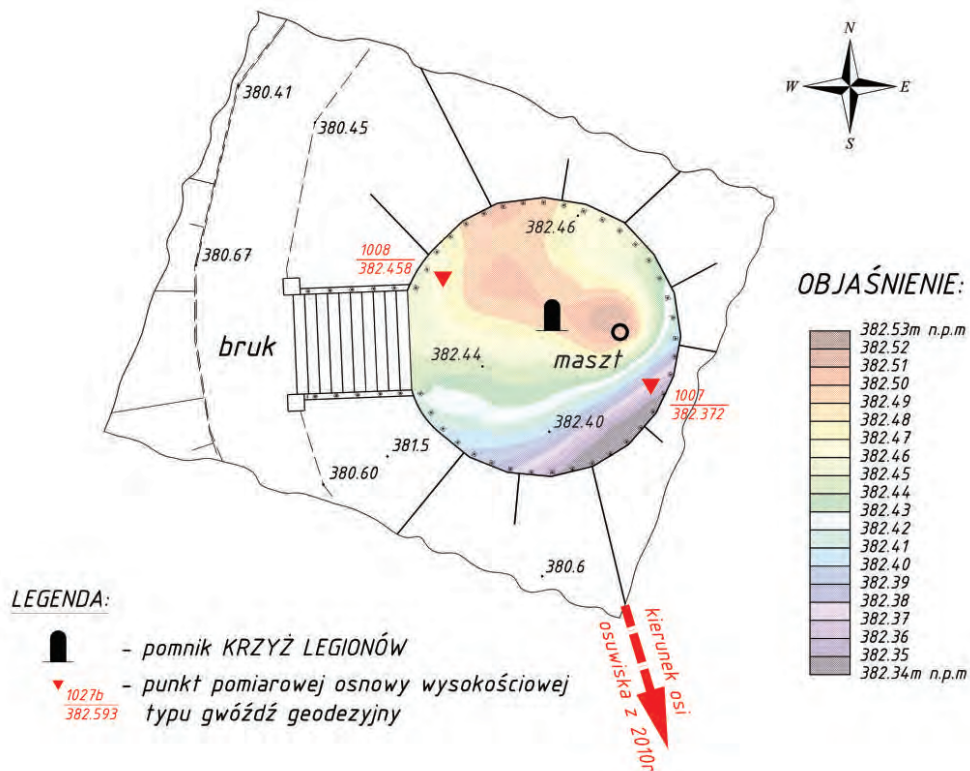 380.41
380.45
380.67
1008
382.458
382.46
bruk
382.44
maszt
1007
382.372
382.40
381.5
380.60
380.6
N
W
E
S
OBJAŚNIENIE:
382.53m n.p.m
382.52
382.51
382.50
382.49
382.48
382.47
382.46
382.45
382.44
382.43
382.42
382.41
382.40
382.39
382.38
382.37
382.36
382.35
382.34m n.p.m
LEGENDA:
- pomnik KRZYŻ LEGIONÓW
1027b
382.593
- punkt pomiarowej osnowy wysokościowej
typu gwóźdź geodezyjny
kierunek osi
osuwiska z 2010r